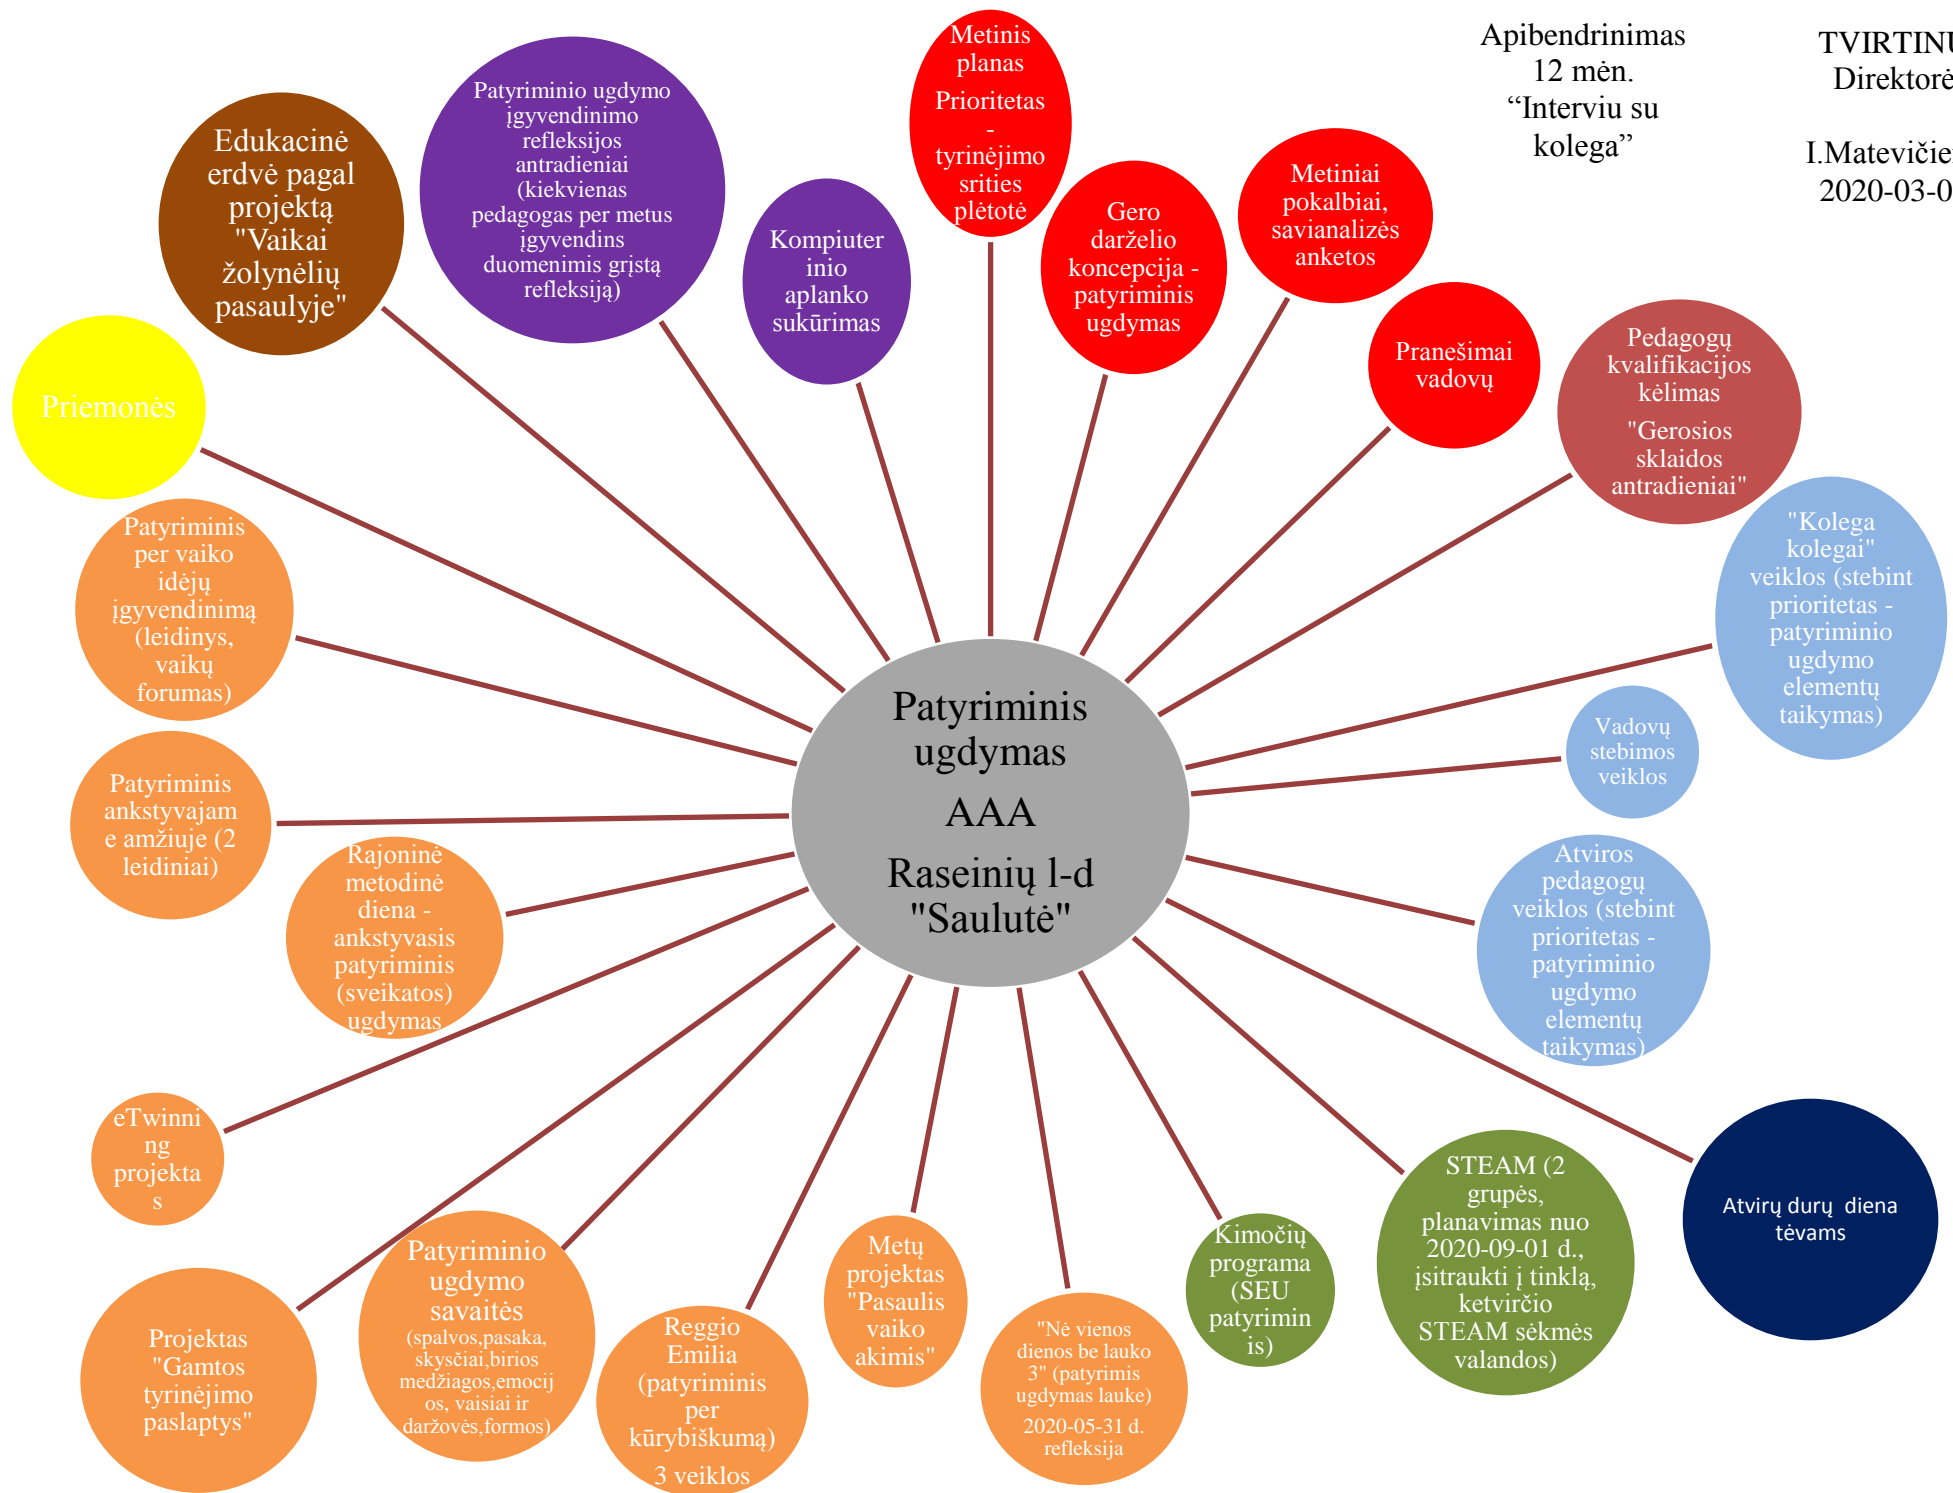 Apibendrinimas
12 mėn.
“Interviu su
kolega”
TVIRTINU
Direktorė
2020-03-0
Metinis
planas
Prioritetas
-
tyrinėjimo
srities
plėtotė
Gero
darželio
koncepcija -
patyriminis
ugdymas
Metiniai
pokalbiai,
savianalizės
anketos
Pranešimai
vadovų
Pedagogų
kvalifikacijos
kėlimas
"Gerosios
sklaidos
antradieniai"
"Kolega
kolegai"
veiklos (stebint
prioritetas -
patyriminio
ugdymo
elementų
taikymas)
Vadovų
stebimos
veiklos
Atviros
pedagogų
veiklos (stebint
prioritetas -
patyriminio
ugdymo
elementų
taikymas)
Atvirų durų diena
tėvams
STEAM (2
grupės,
planavimas nuo
2020-09-01 d.,
įsitraukti į tinklą,
ketvirčio
STEAM sėkmės
valandos)
Kimočių
programa
(SEU
patyrimin
is)
"Nė vienos
dienos be lauko
3" (patyrimis
ugdymas lauke)
2020-05-31 d.
refleksija
Metų
projektas
"Pasaulis
vaiko
akimis"
Reggio
Emilia
(patyriminis
per
kūrybiškumą)
3 veiklos
Patyriminio
ugdymo
savaitės
(spalvos,pasaka,
skysčiai,birios
medžiagos,emocij
os, vaisiai ir
daržovės,formos)
Projektas
"Gamtos
tyrinėjimo
paslaptys"
eTwinni
ng
projekta
s
Rajoninė
metodinė
diena -
ankstyvasis
patyriminis
(sveikatos)
ugdymas
Patyriminis
ankstyvajam
e amžiuje (2
leidiniai)
Patyriminis
per vaiko
idėjų
įgyvendinimą
(leidinys,
vaikų
forumas)
Priemonės
Edukacinė
erdvė pagal
projektą
"Vaikai
žolynėlių
pasaulyje"
Patyriminio ugdymo
įgyvendinimo
refleksijos
antradieniai
(kiekvienas
pedagogas per metus
įgyvendins
duomenimis grįstą
refleksiją)
Kompiuter
inio
aplanko
sukūrimas
Patyriminis
ugdymas
AAA
Raseinių l-d
"Saulutė"